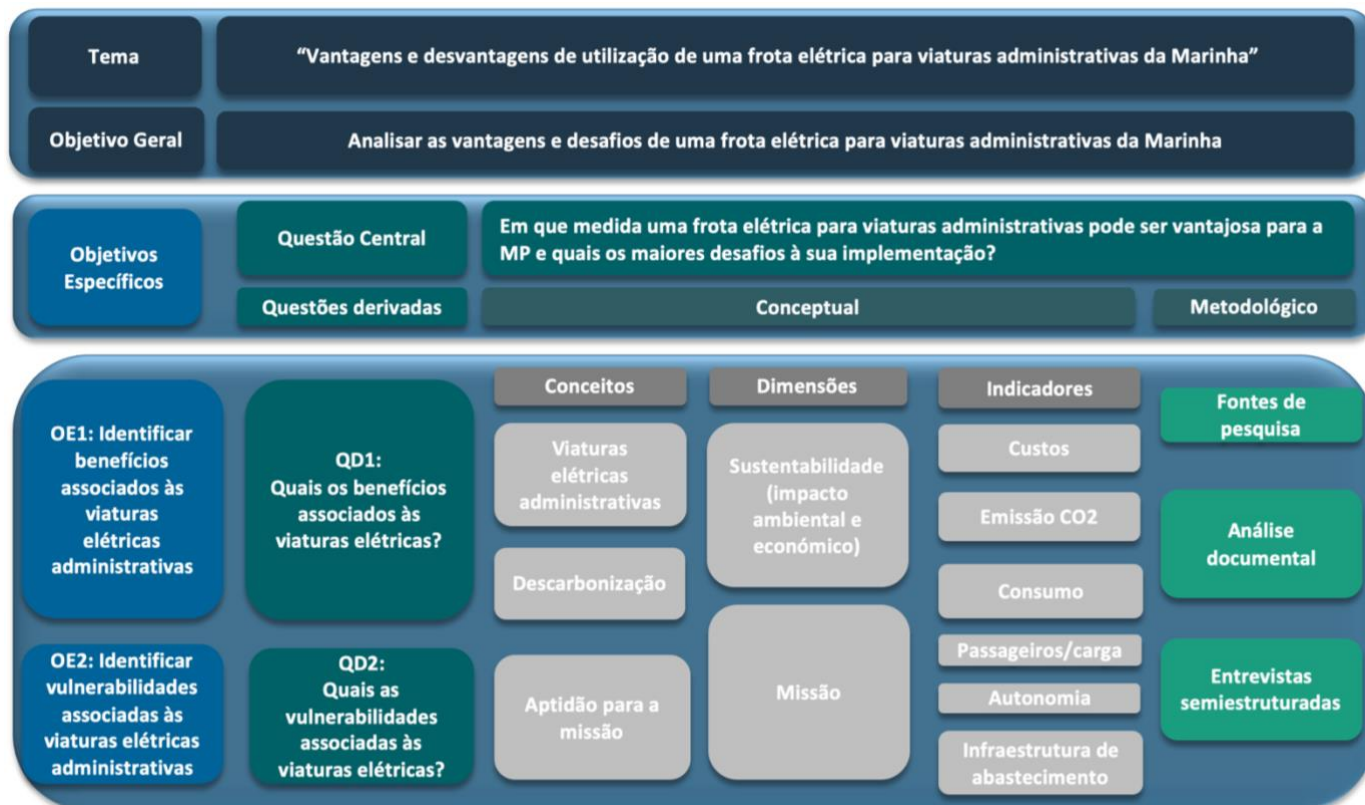 Tema
“Vantagens e desvantagens de utilização de uma frota elétrica para viaturas administrativas da Marinha”
Objetivo Geral
Analisar as vantagens e desafios de uma frota elétrica para viaturas administrativas da Marinha
Objetivos
Específicos
Questão Central
Em que medida uma frota elétrica para viaturas administrativas pode ser vantajosa para a
MP e quais os maiores desafios à sua implementação?
Questões derivadas
Conceptual
Metodológico
OE1: Identificar
benefícios
associados às
viaturas
elétricas
administrativas
QD1:
Quais os benefícios
associados às
viaturas elétricas?
Conceitos
Viaturas
elétricas
administrativas
Descarbonização
Dimensões
Sustentabilidade
(impacto
ambiental e
económico)
Indicadores
Custos
Emissão CO2
Consumo
Fontes de
pesquisa
Análise
documental
OE2: Identificar
vulnerabilidades
associadas às
viaturas elétricas
administrativas
QD2:
Quais as
vulnerabilidades
associadas às
viaturas elétricas?
Aptidão para a
missão
Missão
Passageiros/carga
Autonomia
Infraestrutura de
abastecimento
Entrevistas
semiestruturadas